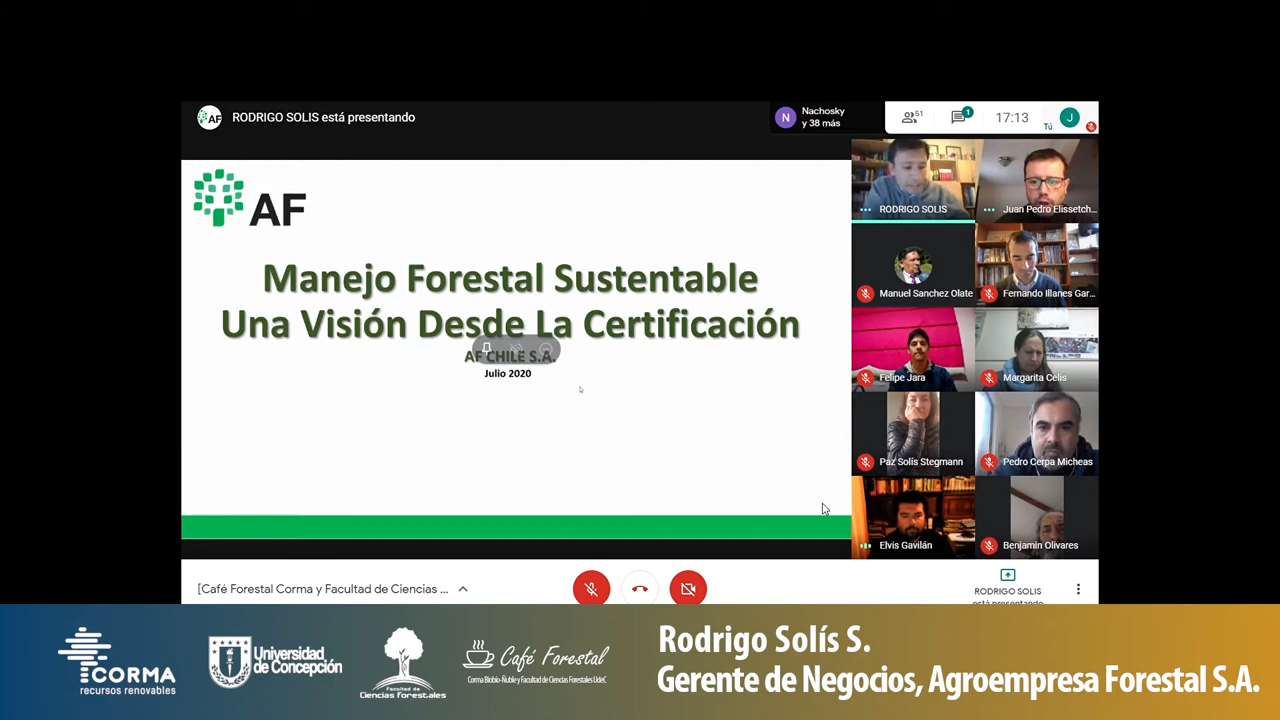 AF
RODRIGO SOLIS está presentando
N
Nachosky
y 38 más
51
1
17:13
Tú
J
AF
Manejo Forestal Sustentable
Una Visión Desde La Certificación
AF CHILE S.A.
Julio 2020
RODRIGO SOLIS
Juan Pedro Elissetch...
Manuel Sanchez Olate
Fernando Illanes Gar...
Felipe Jara
Margarita Celis
Paz Solís Stegmann
Pedro Cerpa Micheas
Elvis Gavilán
Benjamin Olivares
[Café Forestal Corma y Facultad de Ciencias ...
RODRIGO SOLIS
está presentando
CORMA
recursos renovables
Universidad
de Concepción
Facultad de
Ciencias Forestales
Café Forestal
Corma Biobío-Ñuble y Facultad de Ciencias Forestales UdeC
Rodrigo Solís S.
Gerente de Negocios, Agroempresa Forestal S.A.